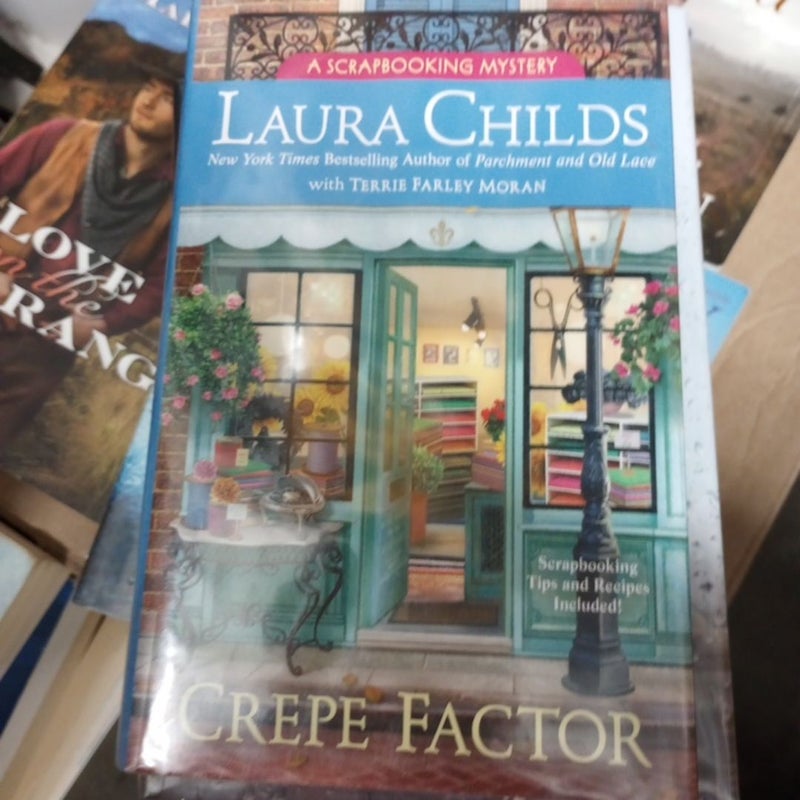 A SCRAPBOOKING MYSTERY
LAURA CHILDS
New York Times Bestselling Author of Parchment and Old Lace
with TERRIE FARLEY MORAN
Scrapbooking
Tips and Recipes
Included!
CREPE FACTOR
LOVE
on the
RANG